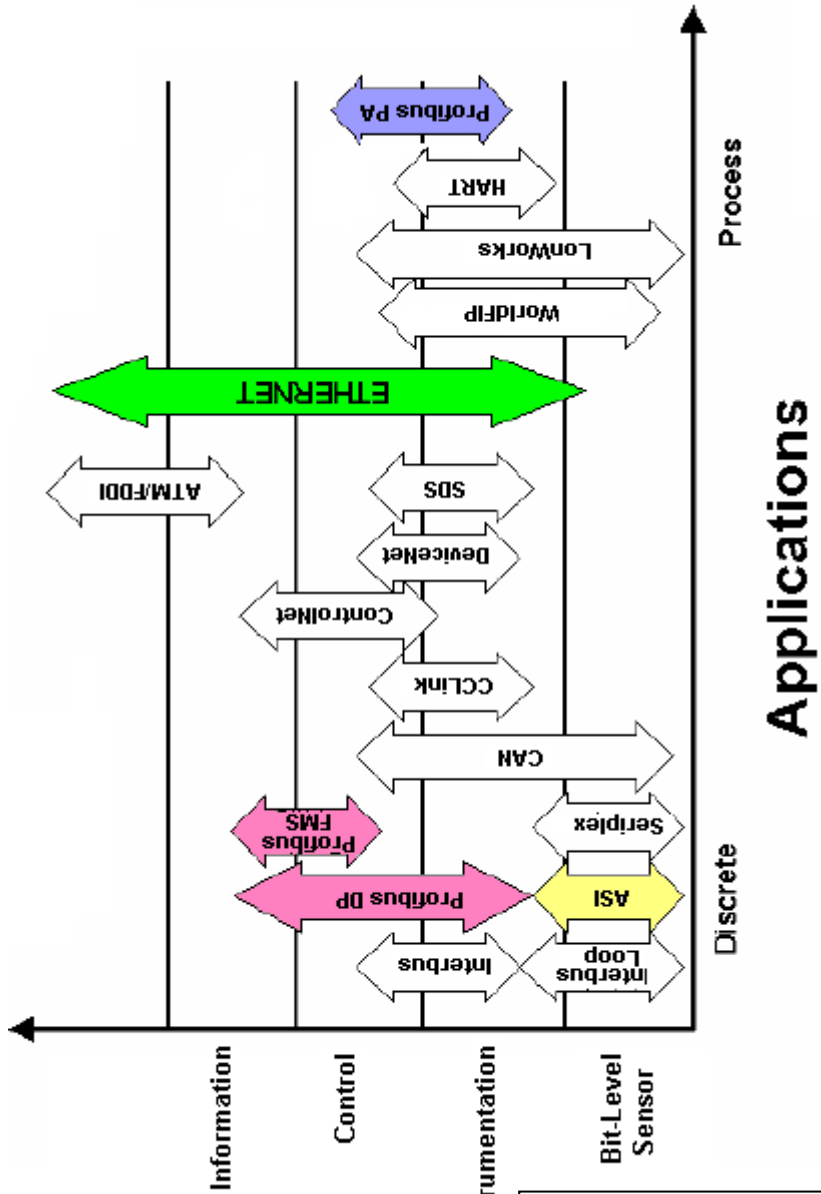 Profibus PA
HART
LonWorks
WorldFIP
ETHERNET
ATM/FDDI
SDS
DeviceNet
ControlNet
CCLink
CAN
Seriplex
Profibus
FMS
Profibus DP
ASI
Interbus
Interbus
Loop
Information
Control
rumentation
Bit-Level
Sensor
Discrete
Process
Applications